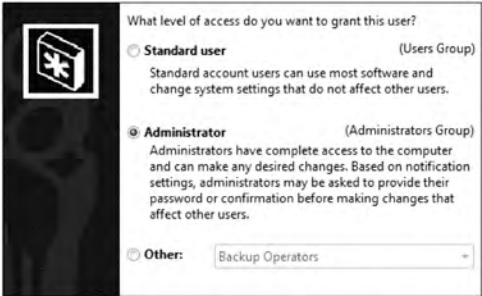 What level of access do you want to grant this user?
Standard user (Users Group)
Standard account users can use most software and
change system settings that do not affect other users.
Administrator (Administrators Group)
Administrators have complete access to the computer
and can make any desired changes. Based on notification
settings, administrators may be asked to provide their
password or confirmation before making changes that
affect other users.
Other: Backup Operators